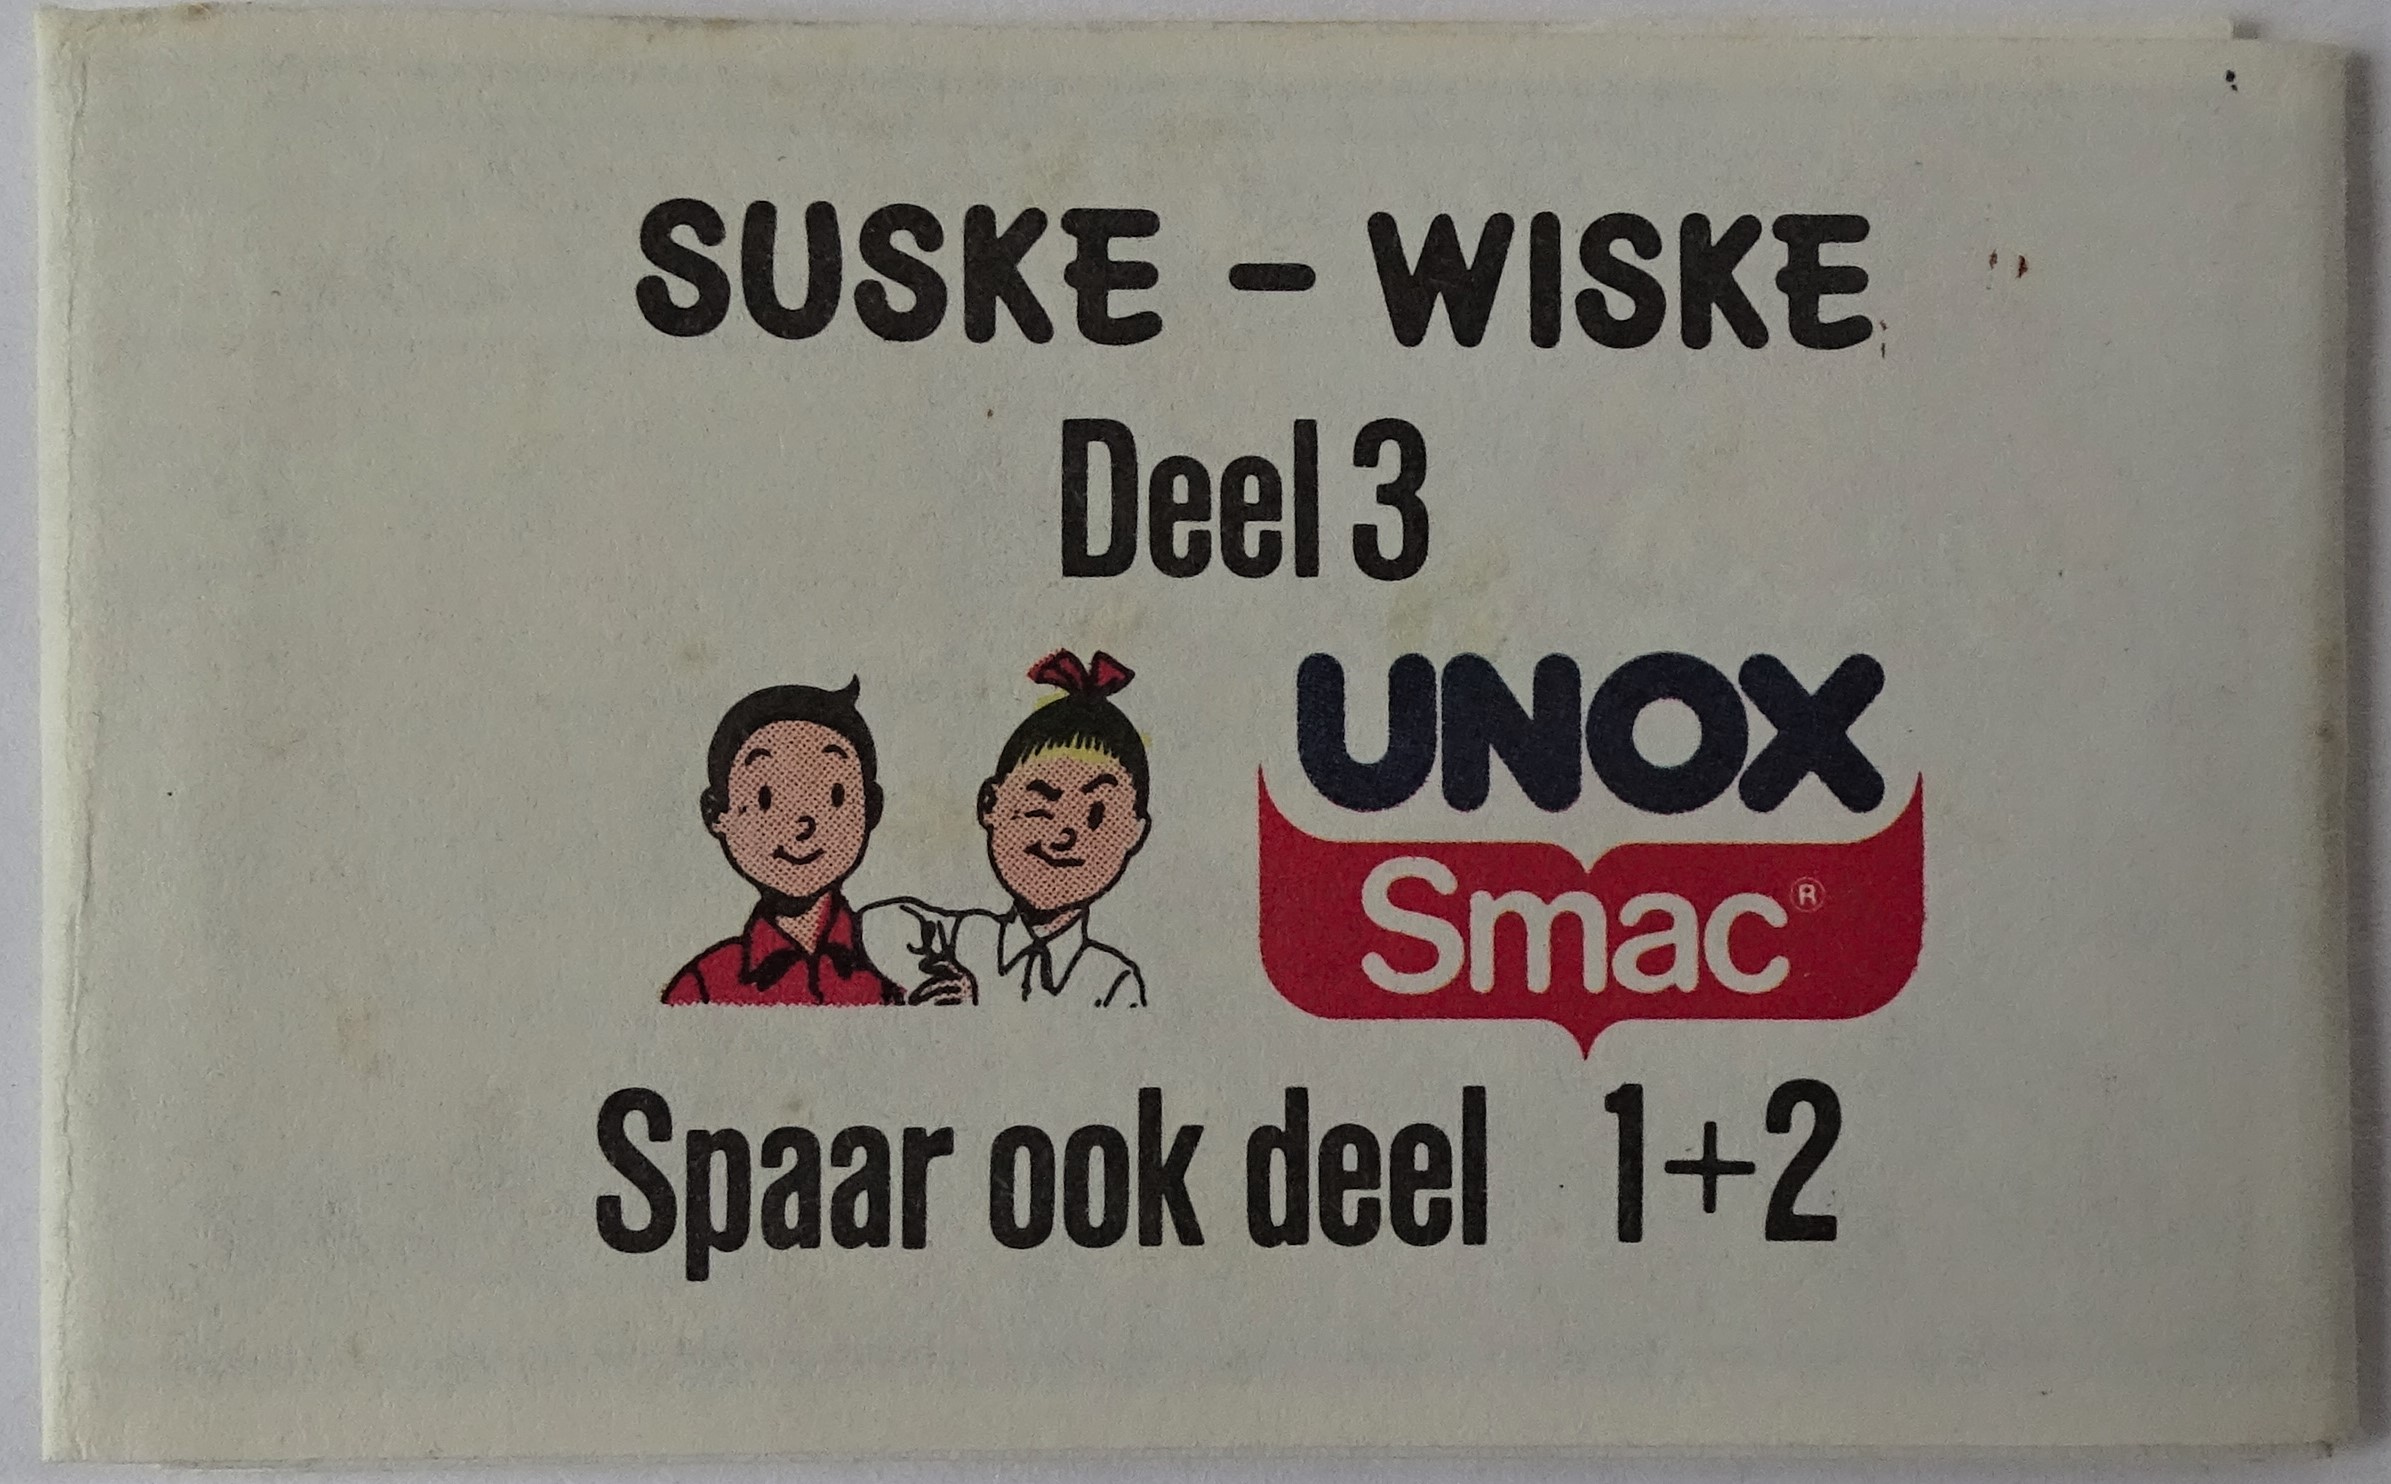 SUSKE - WISKE
Deel 3
UNOX
Smac®
Spaar ook deel 1+2